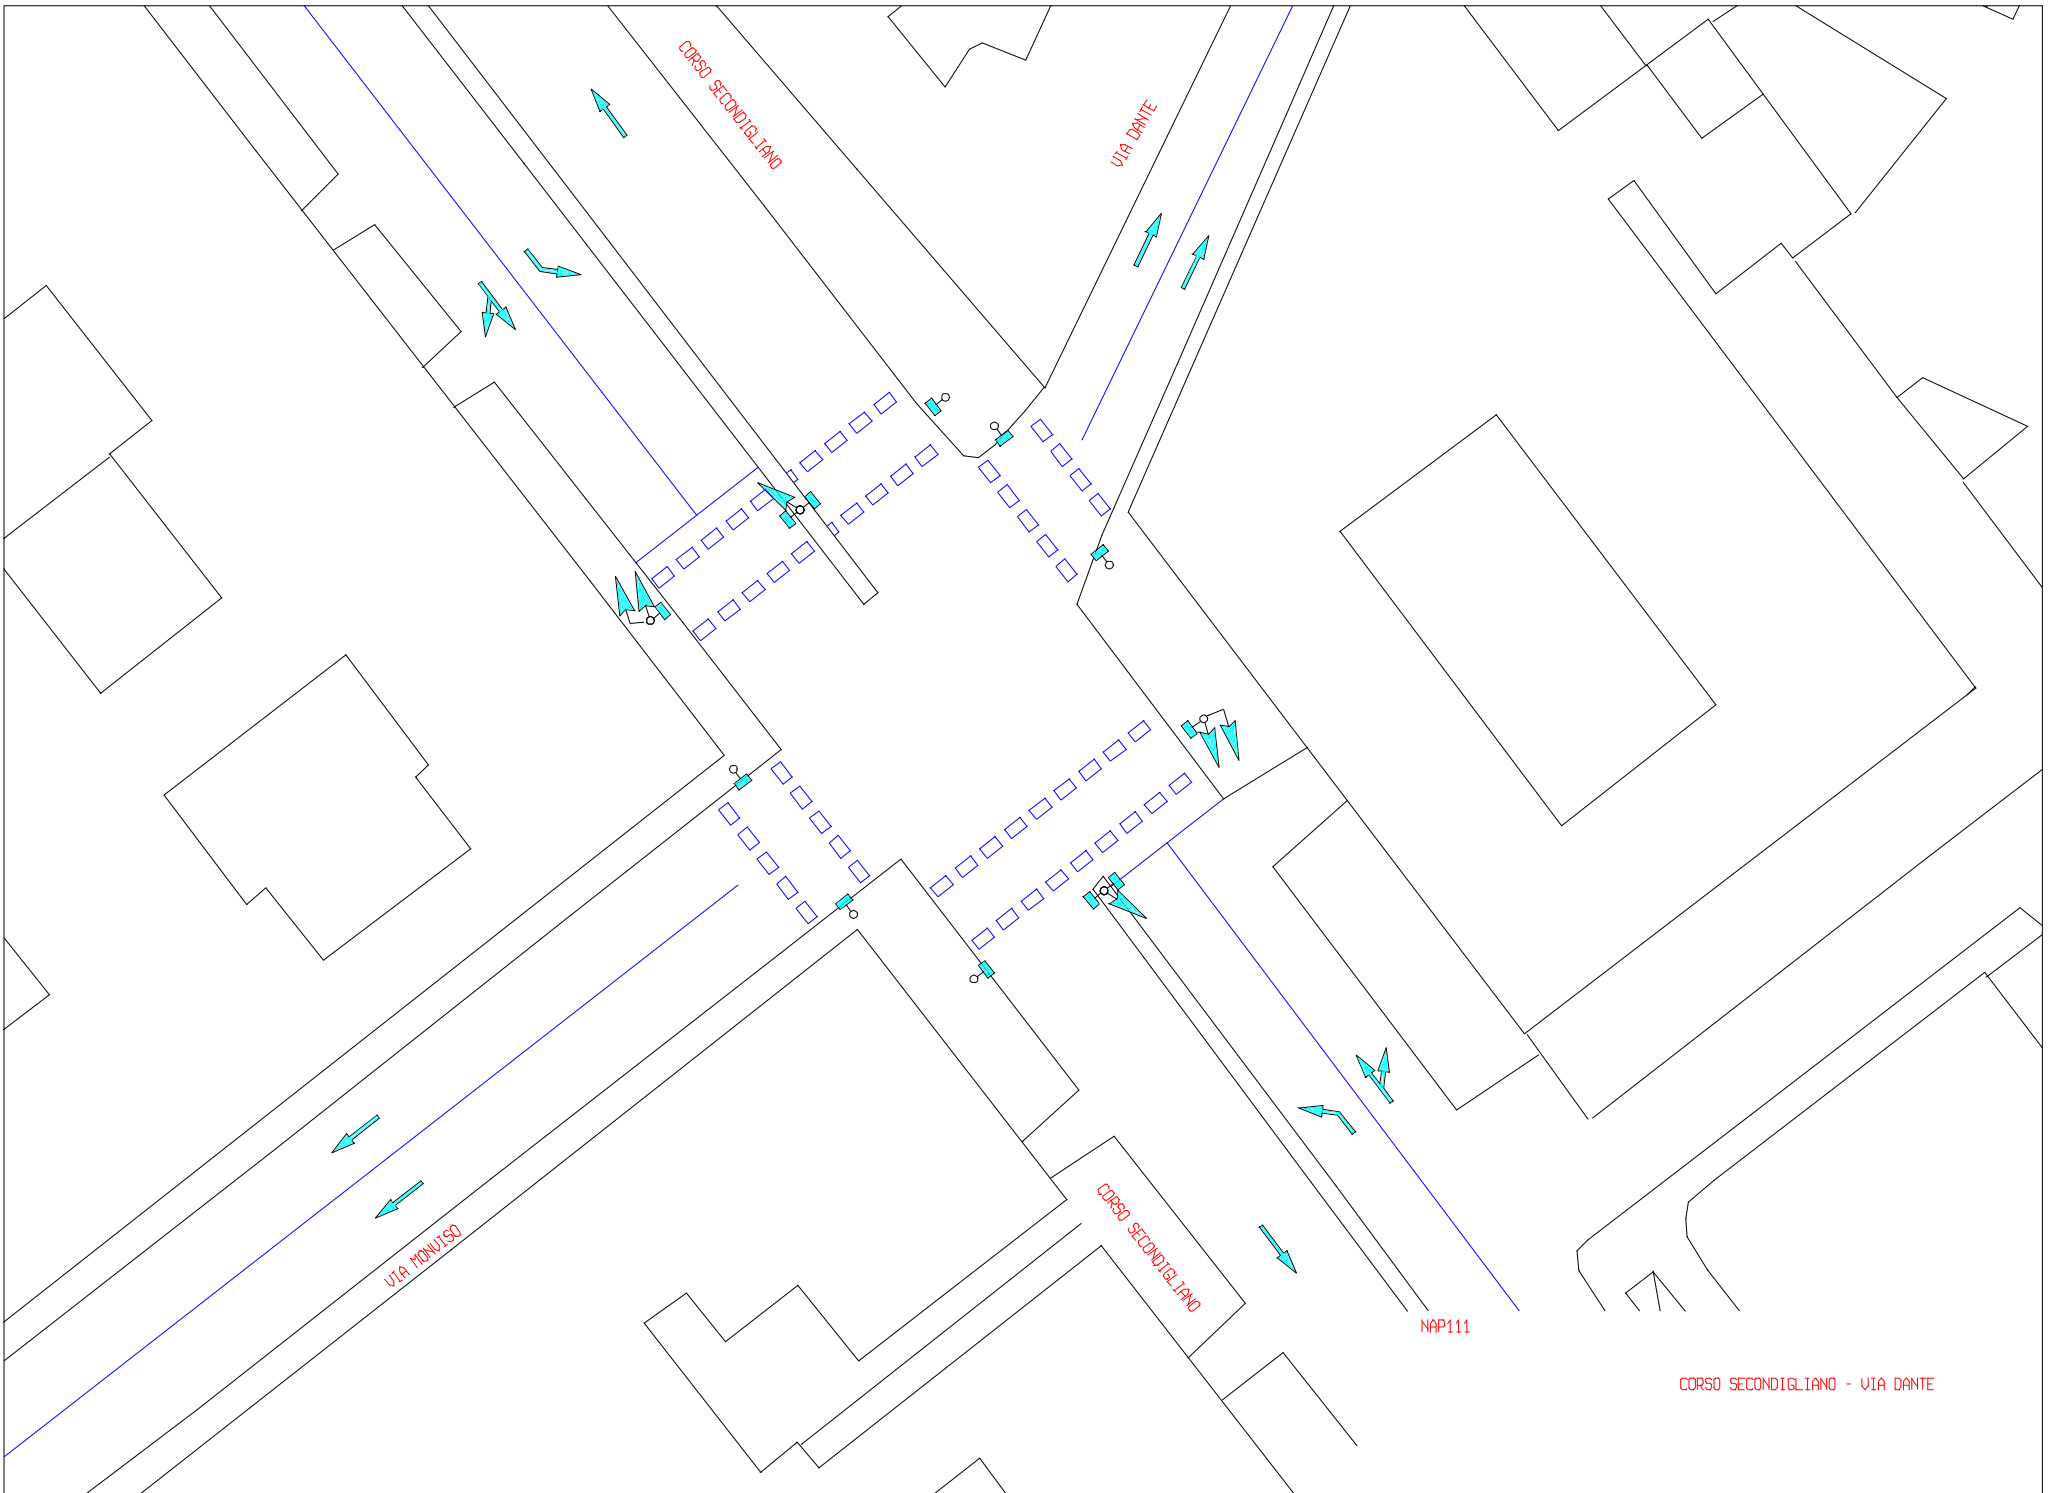 CORSO SECONDIGLIANO
VIA DANTE
VIA MONVISO
CORSO SECONDIGLIANO
NAP111
CORSO SECONDIGLIANO - VIA DANTE